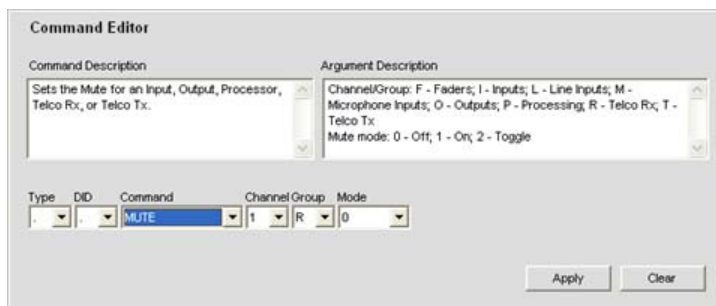 Command Editor
Command Description
Argument Description
Sets the Mute for an Input, Output, Processor,
Telco Rx, or Telco Tx.
Channel/Group: F - Faders; I - Inputs; L - Line Inputs; M -
Microphone Inputs; O - Outputs; P - Processing; R - Telco Rx; T -
Telco Tx
Mute mode: 0 - Off; 1 - On; 2 - Toggle
Type DID Command Channel Group Mode
. . MUTE 1 R 0
Apply Clear